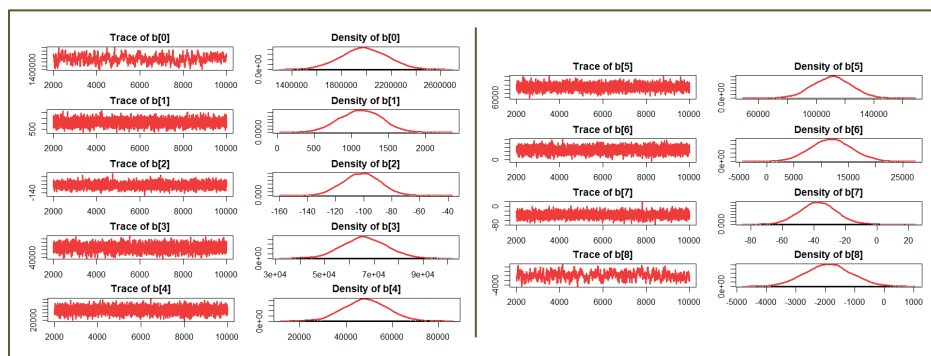 Trace of b[0]
1400000
2000 4000 6000 8000 10000
Density of b[0]
0.0e+00
1400000 1800000 2200000 2600000
Trace of b[1]
500
2000 4000 6000 8000 10000
Density of b[1]
0.0000
0 500 1000 1500 2000
Trace of b[2]
-140
2000 4000 6000 8000 10000
Density of b[2]
0.000
-160 -140 -120 -100 -80 -60 -40
Trace of b[3]
40000
2000 4000 6000 8000 10000
Density of b[3]
0e+00
3e+04 5e+04 7e+04 9e+04
Trace of b[4]
20000
2000 4000 6000 8000 10000
Density of b[4]
0e+00
20000 40000 60000 80000
Trace of b[5]
60000
2000 4000 6000 8000 10000
Density of b[5]
0.0e+00
60000 100000 140000
Trace of b[6]
0
2000 4000 6000 8000 10000
Density of b[6]
0e+00
-5000 0 5000 15000 25000
Trace of b[7]
-80 0
2000 4000 6000 8000 10000
Density of b[7]
0.000
-80 -60 -40 -20 0 20
Trace of b[8]
-4000
2000 4000 6000 8000 10000
Density of b[8]
0e+00
-5000 -4000 -3000 -2000 -1000 0 1000